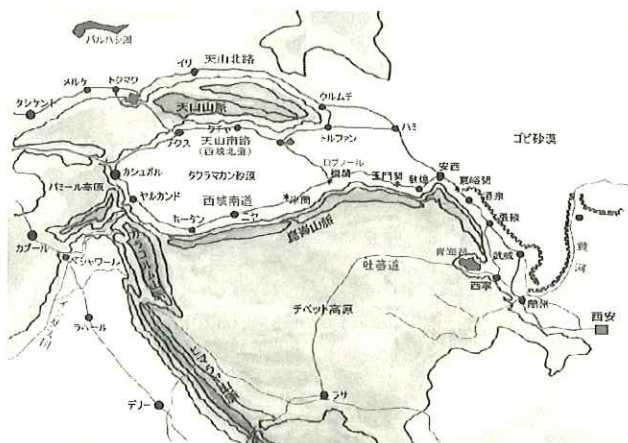 バルハシ湖
イリ
天山北路
メルケ
トクマク
タシケント
天山山脈
ウルムチ
クチャ
アクス
天山南路
(西域北道)
トルファン
ハミ
ゴビ砂漠
カシュガル
タクラマカン砂漠
ロプノール
楼蘭
玉門関
敦煌
安西
嘉峪関
酒泉
張掖
パミール高原
ヤルカンド
西域南道
ニヤ
ホータン
崑崙山脈
カブール
ペシャワール
カラコルム山脈
吐蕃道
青海湖
武威
黄河
西寧
蘭州
西安
インダス川
ラホール
チベット高原
ヒマラヤ山脈
デリー
ラサ